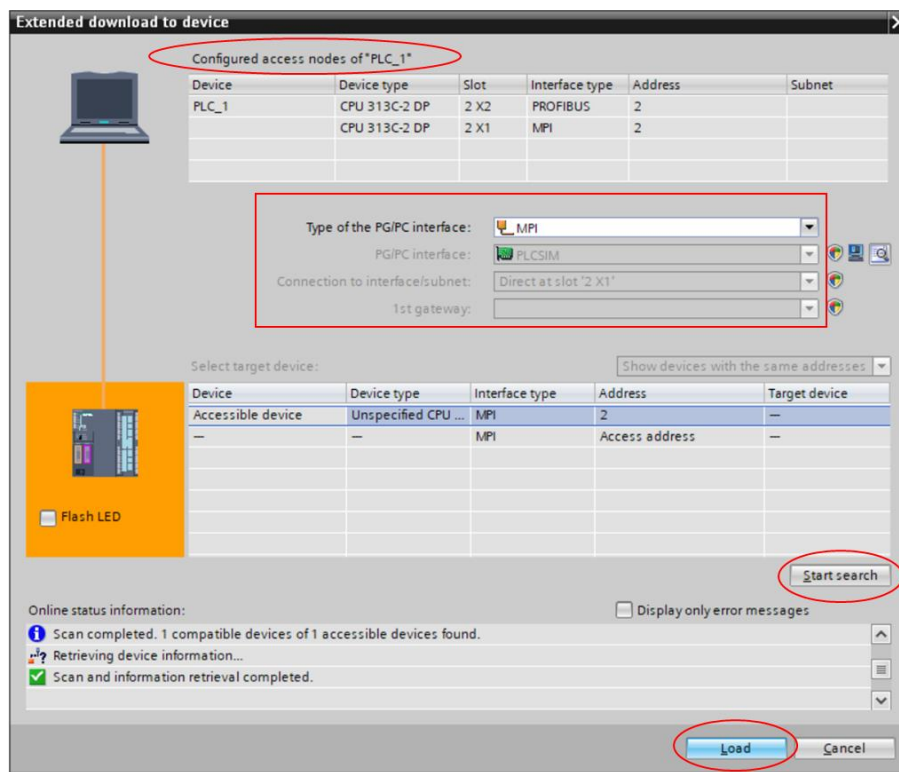 Extended download to device
Configured access nodes of "PLC_1"
Device Device type Slot Interface type Address Subnet
PLC_1 CPU 313C-2 DP 2 X2 PROFIBUS 2
CPU 313C-2 DP 2 X1 MPI 2
Type of the PG/PC interface: MPI
PG/PC interface: PLCSIM
Connection to interface/subnet: Direct at slot '2 X1'
1st gateway:
Select target device: Show devices with the same addresses
Device Device type Interface type Address Target device
Accessible device Unspecified CPU ... MPI 2 —
— — MPI Access address —
Flash LED
Start search
Online status information: Display only error messages
Scan completed. 1 compatible devices of 1 accessible devices found.
Retrieving device information...
Scan and information retrieval completed.
Load Cancel